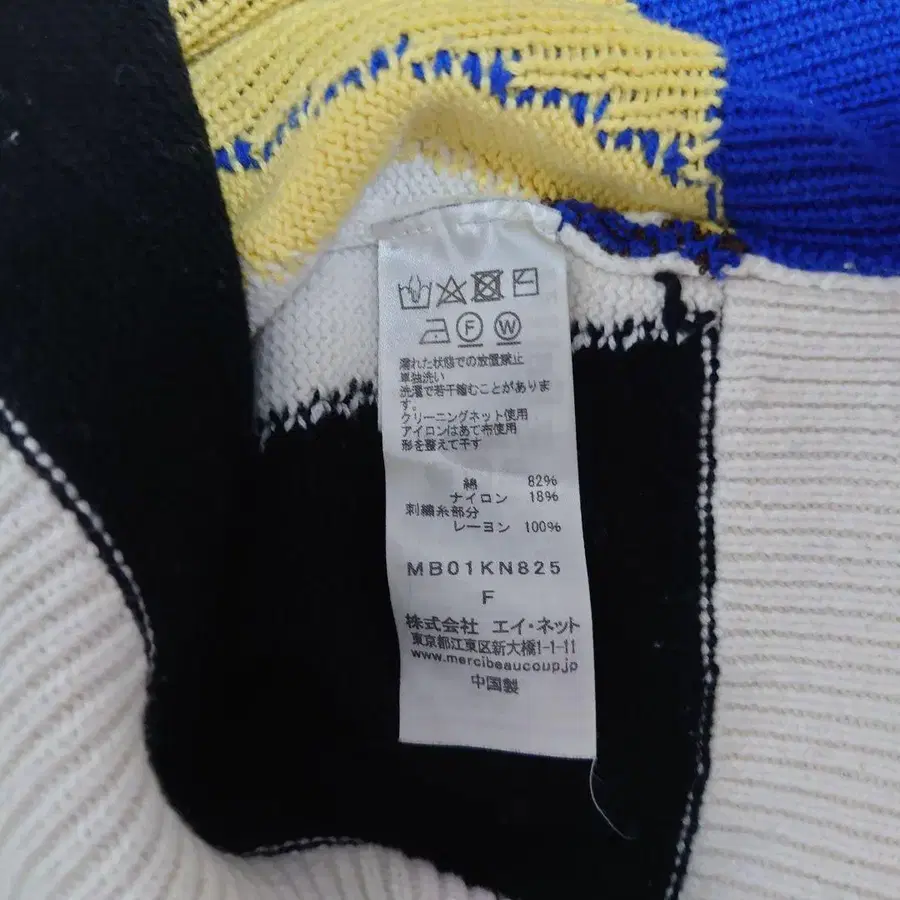 F W
濡れた状態での放置禁止
単独洗い
洗濯で若干縮むことがありま
す。
クリーニングネット使用
アイロンはあて布使用
形を整えて干す
綿 82%
ナイロン 18%
刺繍糸部分
レーヨン 100%
MB01KN825
F
株式会社 エイ・ネット
東京都江東区新大橋1-1-11
www.mercibeaucoup.jp
中国製